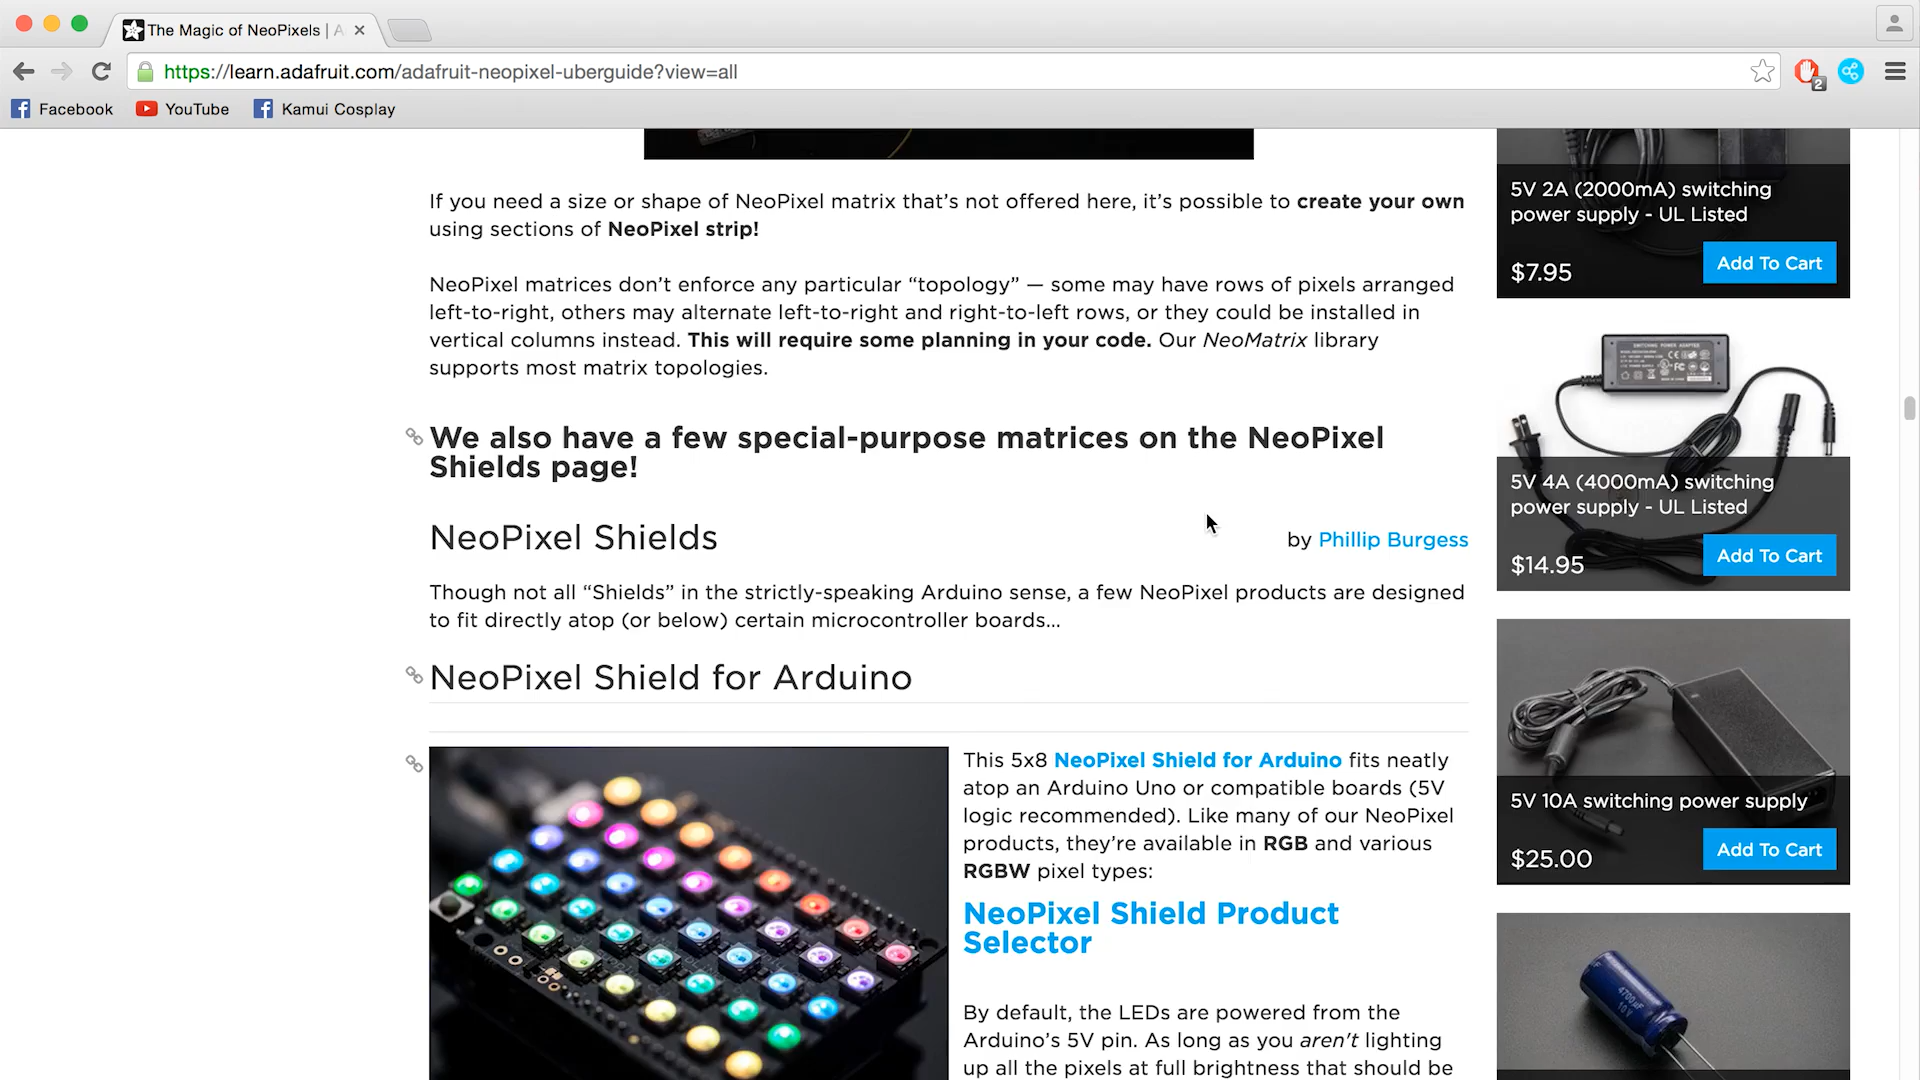 The Magic of NeoPixels | A
https://learn.adafruit.com/adafruit-neopixel-uberguide?view=all
2
Facebook
YouTube
Kamui Cosplay
If you need a size or shape of NeoPixel matrix that’s not offered here, it’s possible to create your own
using sections of NeoPixel strip!
NeoPixel matrices don’t enforce any particular “topology” — some may have rows of pixels arranged
left-to-right, others may alternate left-to-right and right-to-left rows, or they could be installed in
vertical columns instead. This will require some planning in your code. Our NeoMatrix library
supports most matrix topologies.
We also have a few special-purpose matrices on the NeoPixel
Shields page!
NeoPixel Shields
by Phillip Burgess
Though not all “Shields” in the strictly-speaking Arduino sense, a few NeoPixel products are designed
to fit directly atop (or below) certain microcontroller boards...
NeoPixel Shield for Arduino
This 5x8 NeoPixel Shield for Arduino fits neatly
atop an Arduino Uno or compatible boards (5V
logic recommended). Like many of our NeoPixel
products, they’re available in RGB and various
RGBW pixel types:
NeoPixel Shield Product
Selector
By default, the LEDs are powered from the
Arduino’s 5V pin. As long as you aren't lighting
up all the pixels at full brightness that should be
5V 2A (2000mA) switching
power supply - UL Listed
$7.95
Add To Cart
SWITCHING POWER ADAPTER
5V 4A (4000mA) switching
power supply - UL Listed
$14.95
Add To Cart
5V 10A switching power supply
$25.00
Add To Cart
4700µF
10V